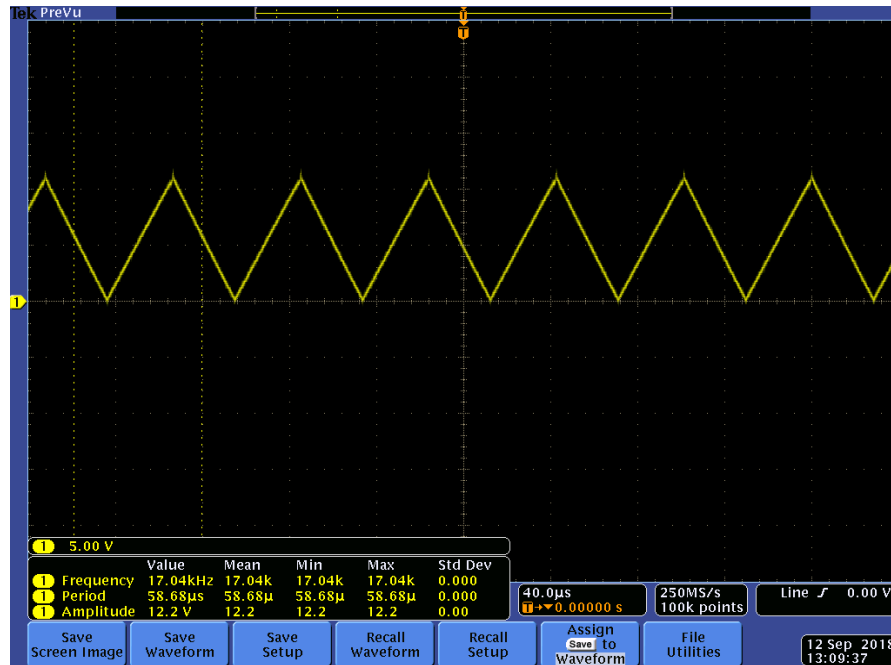 Tek PreVu
T
T
1
1 5.00 V
Value Mean Min Max Std Dev
1 Frequency 17.04kHz 17.04k 17.04k 17.04k 0.000
1 Period 58.68µs 58.68µ 58.68µ 58.68µ 0.000
1 Amplitude 12.2 V 12.2 12.2 12.2 0.00
40.0µs
T→▼0.00000 s
250MS/s
100k points
Line ƒ 0.00 V
Save
Screen Image
Save
Waveform
Save
Setup
Recall
Waveform
Recall
Setup
Assign
Save to
Waveform
File
Utilities
12 Sep 2018
13:09:37